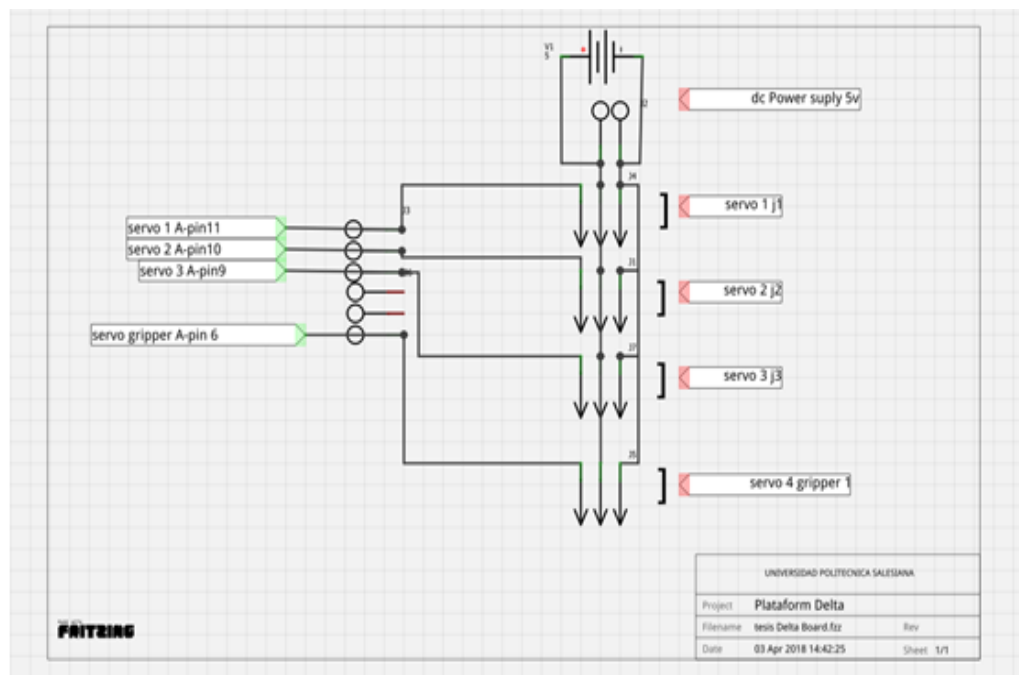 V1
5
J2
dc Power suply 5v
J4
servo 1 j1
J3
servo 1 A-pin11
servo 2 A-pin10
servo 3 A-pin9
J1
servo 2 j2
servo gripper A-pin 6
J7
servo 3 j3
J5
servo 4 gripper 1
UNIVERSIDAD POLITECNICA SALESIANA
Project Plataform Delta
Filename tesis Delta Board.fzz Rev
Date 03 Apr 2018 14:42:25 Sheet 1/1
FRITZING